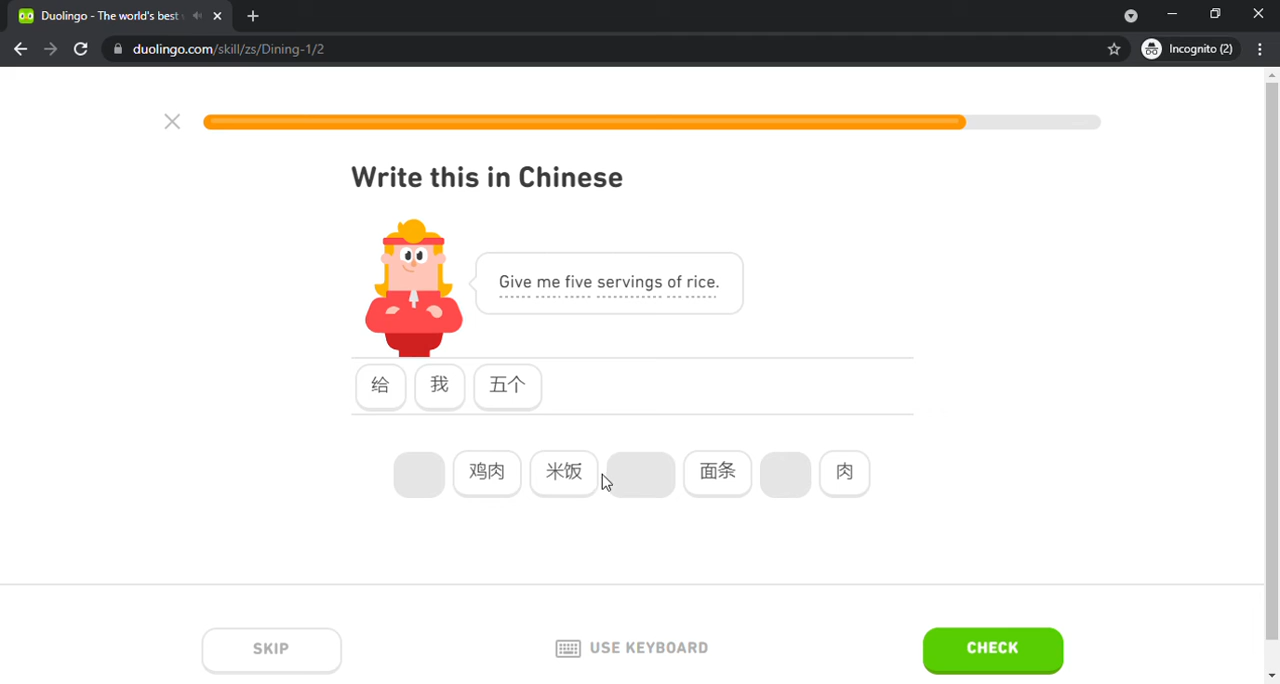 Duolingo - The world's best
duolingo.com/skill/zs/Dining-1/2
Incognito (2)
Write this in Chinese
Give me five servings of rice.
给 我 五个
鸡肉 米饭 面条 肉
SKIP USE KEYBOARD CHECK